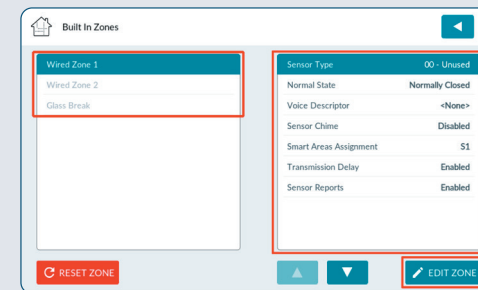 Built In Zones
Wired Zone 1
Wired Zone 2
Glass Break
Sensor Type 00 - Unused
Normal State Normally Closed
Voice Descriptor <None>
Sensor Chime Disabled
Smart Areas Assignment S1
Transmission Delay Enabled
Sensor Reports Enabled
RESET ZONE
EDIT ZONE